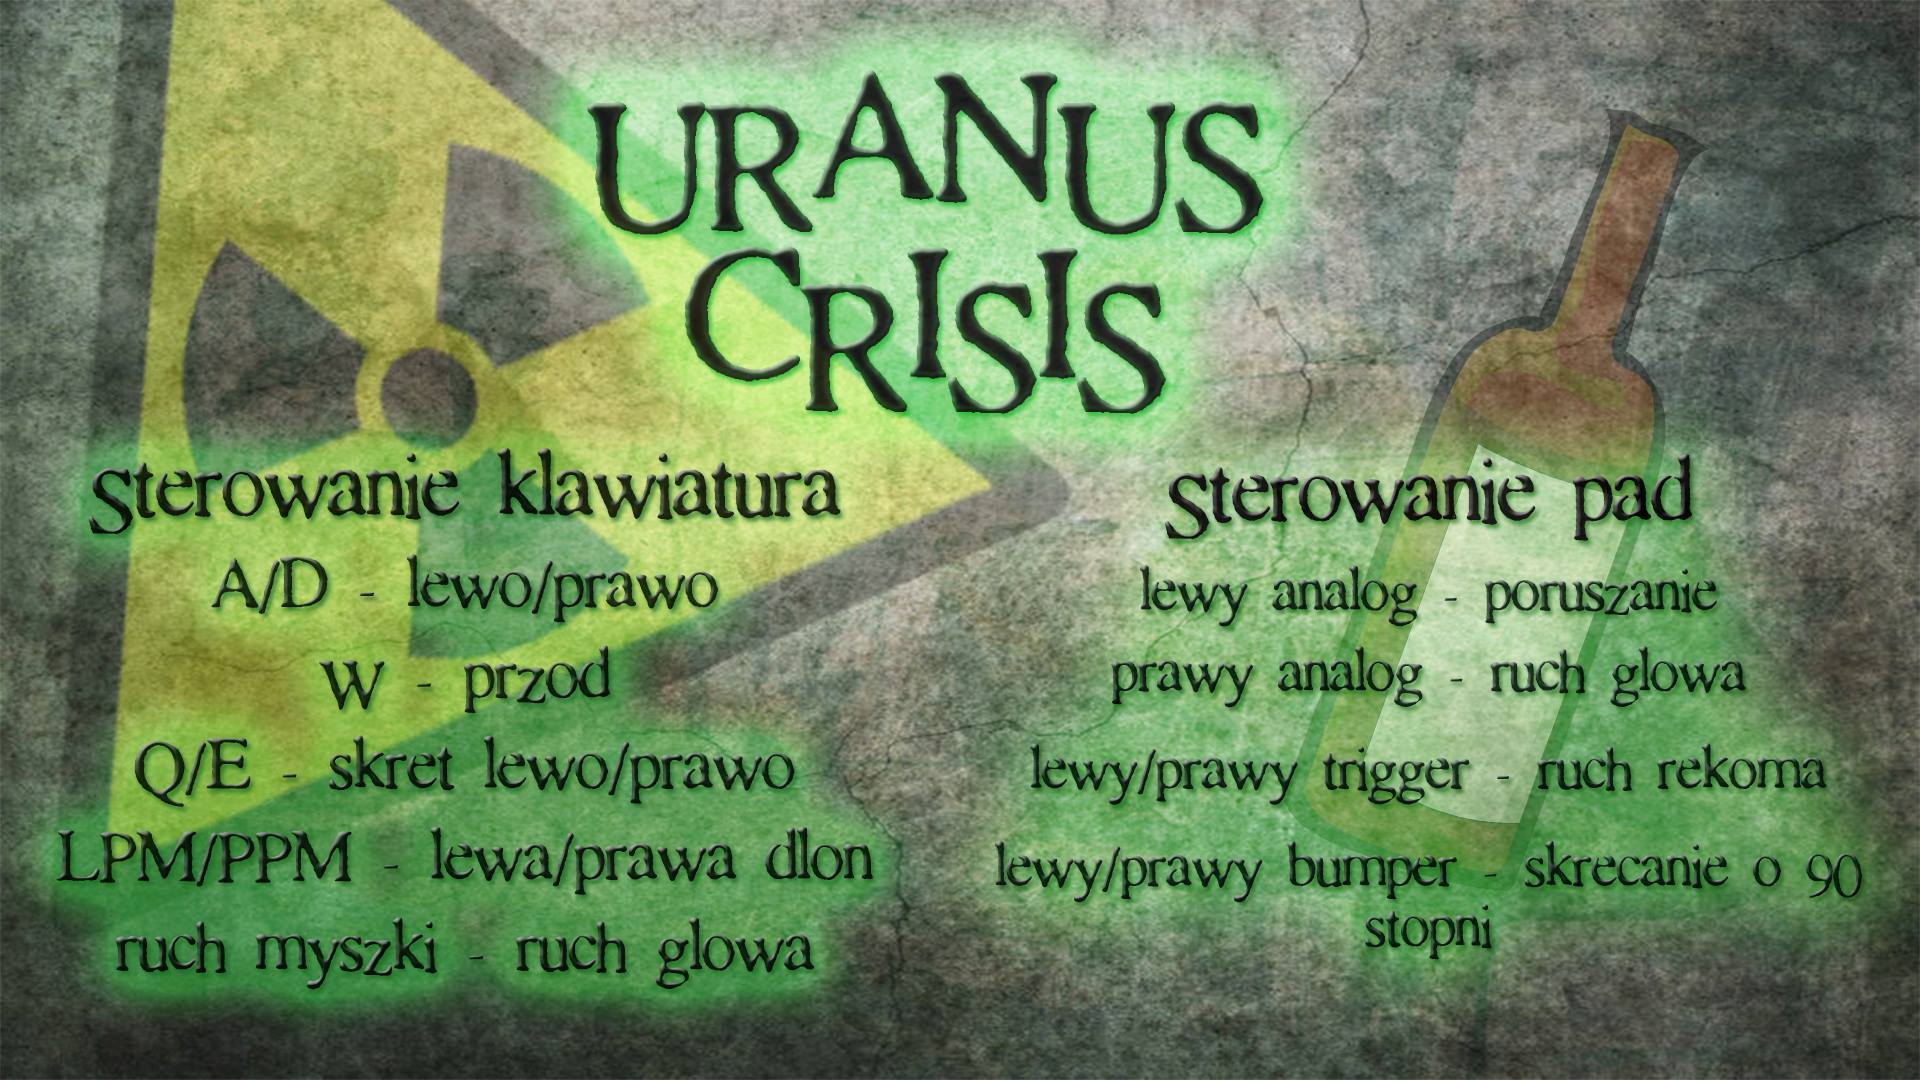 URANUS
CRISIS
Sterowanie klawiatura
A/D - lewo/prawo
W - przod
Q/E - skret lewo/prawo
LPM/PPM - lewa/prawa dlon
ruch myszki - ruch glowa
Sterowanie pad
lewy analog - poruszanie
prawy analog - ruch glowa
lewy/prawy trigger - ruch rekoma
lewy/prawy bumper - skrecanie o 90
stopni